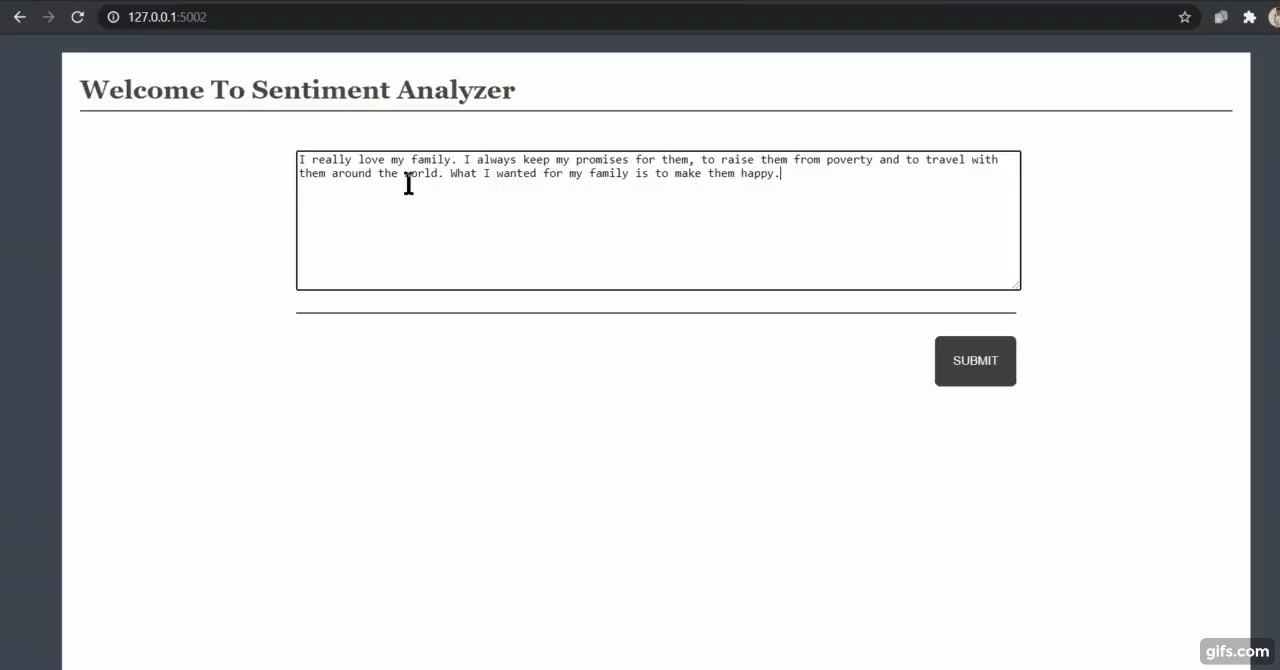 127.0.0.1:5002
Welcome To Sentiment Analyzer
I really love my family. I always keep my promises for them, to raise them from poverty and to travel with
them around the world. What I wanted for my family is to make them happy.
SUBMIT
gifs.com